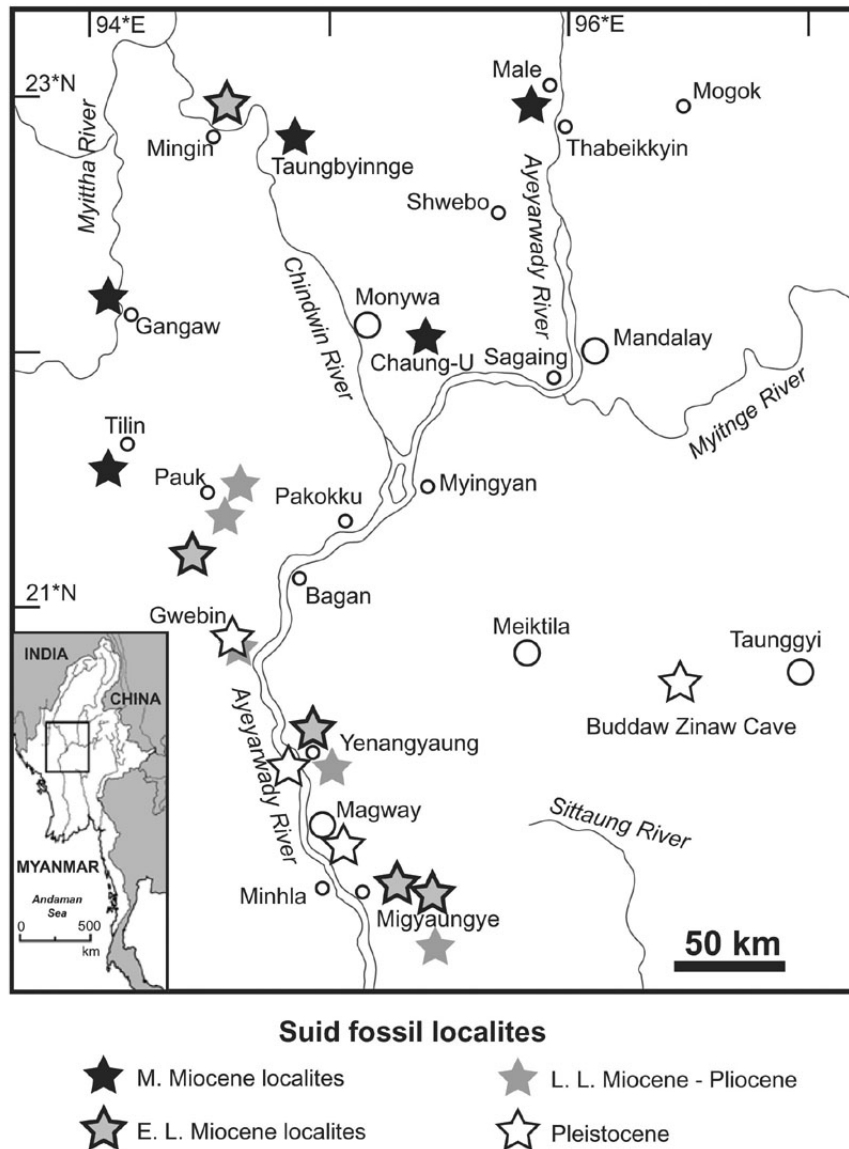 94*E
96*E
23*N
Male
Mogok
Mingin
Taungbyinnge
Thabeikkyin
Myittha River
Shwebo
Ayeyarwady River
Chindwin River
Gangaw
Monywa
Chaung-U
Sagaing
Mandalay
Myitnge River
Tilin
Pauk
Pakokku
Myingyan
21*N
Bagan
Gwebin
Meiktila
Taunggyi
Buddaw Zinaw Cave
Ayeyarwady River
Yenangyaung
Magway
Sittaung River
Minhla
Migyaungye
50 km
INDIA
CHINA
MYANMAR
Andaman
Sea
0 500
km
Suid fossil localites
M. Miocene localites
L. L. Miocene - Pliocene
E. L. Miocene localites
Pleistocene